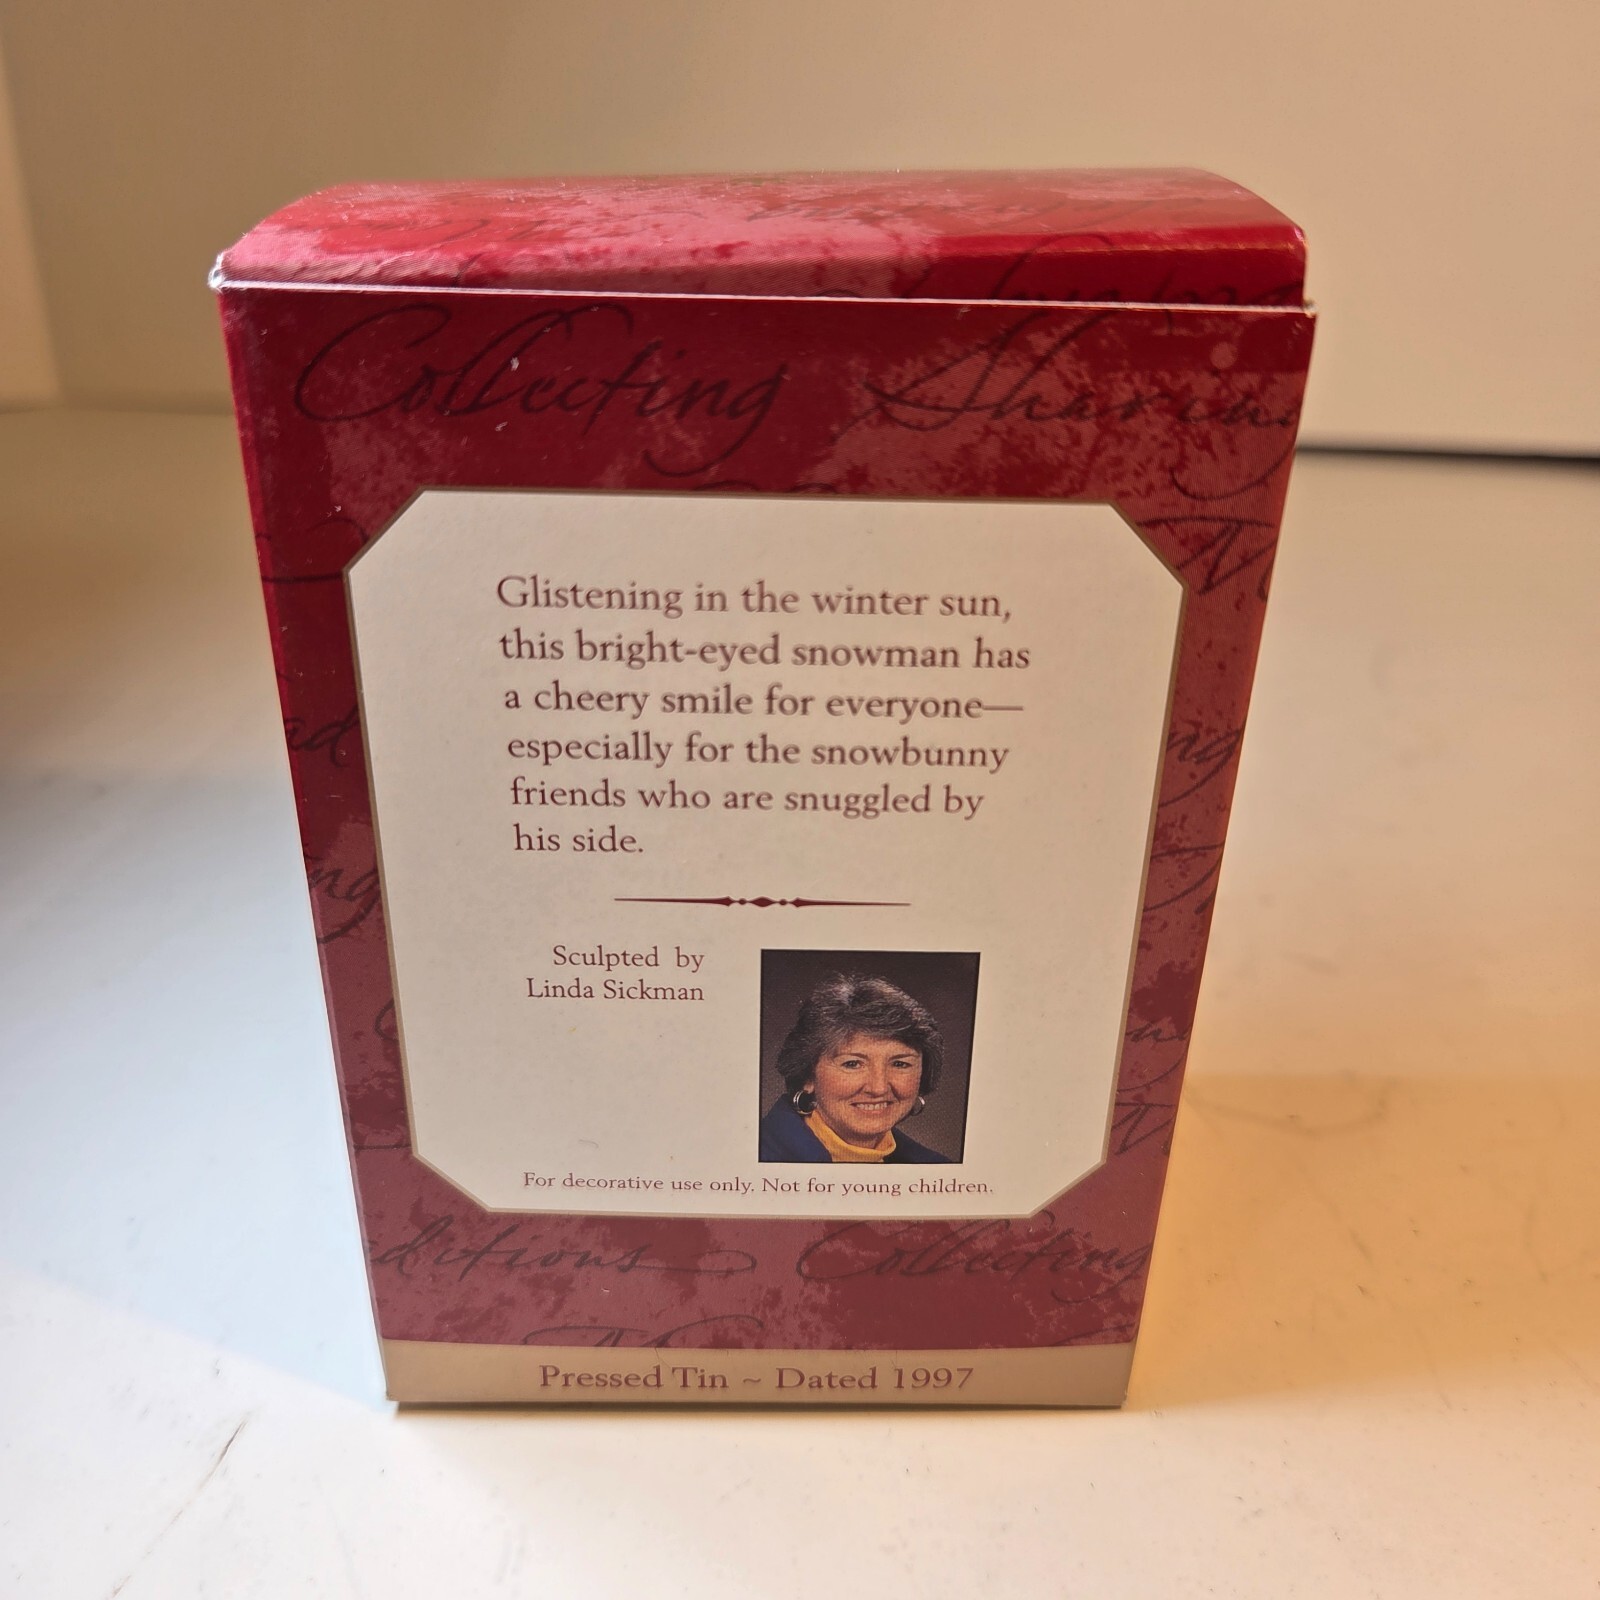 Collecting Sharing
Glistening in the winter sun,
this bright-eyed snowman has
a cheery smile for everyone—
especially for the snowbunny
friends who are snuggled by
his side.
Sculpted by
Linda Sickman
For decorative use only. Not for young children.
ditions Collecting
Pressed Tin ~ Dated 1997